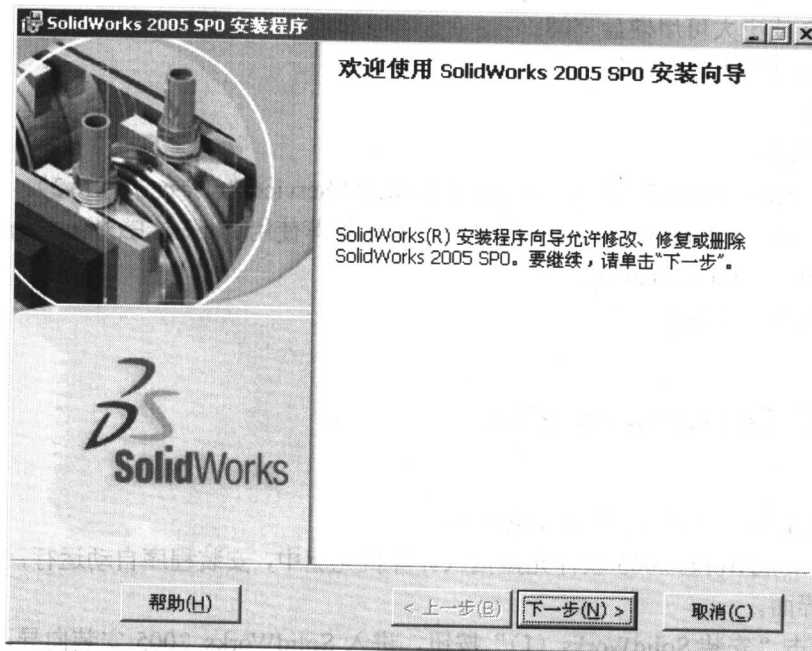 SolidWorks 2005 SP0 安装程序
欢迎使用 SolidWorks 2005 SP0 安装向导
SolidWorks(R) 安装程序向导允许修改、修复或删除
SolidWorks 2005 SP0。要继续，请单击“下一步”。
SolidWorks
帮助(H)
< 上一步(B)
下一步(N) >
取消(C)